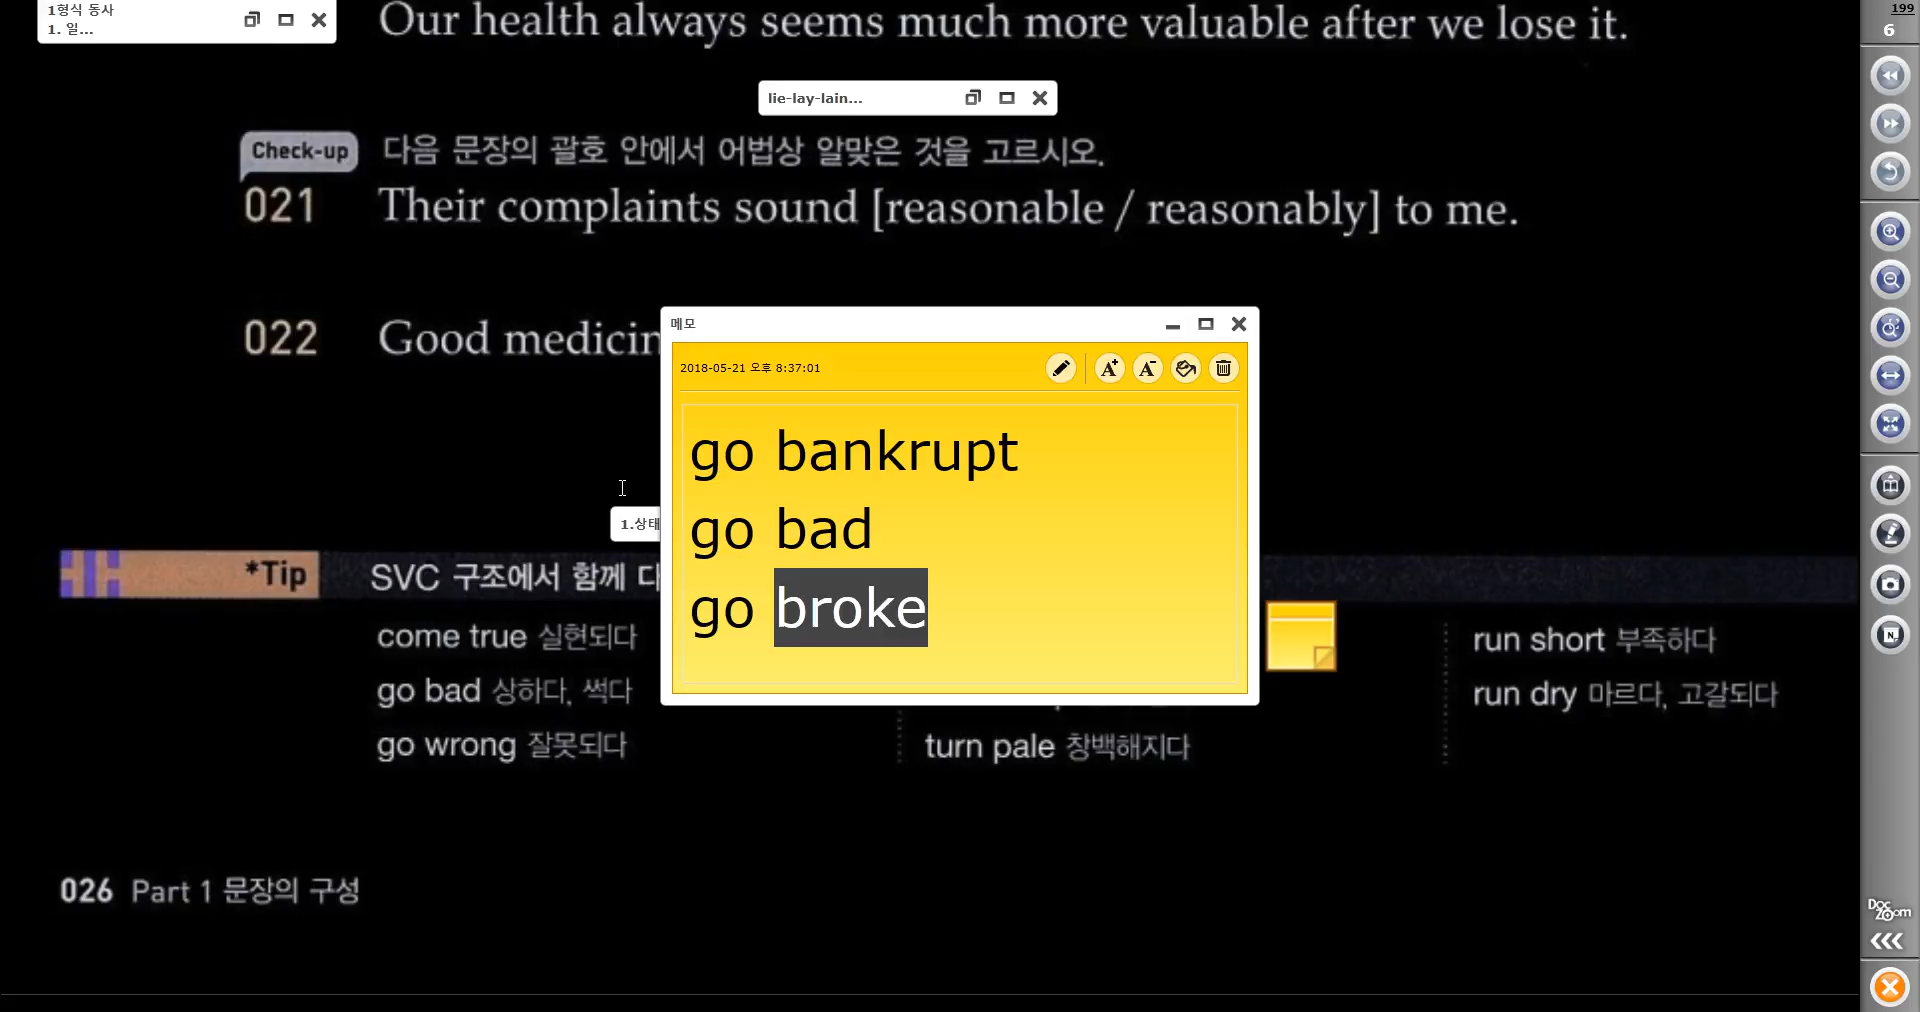 1형식 동사
1. 일...
Our health always seems much more valuable after we lose it.
lie-lay-lain...
Check-up 다음 문장의 괄호 안에서 어법상 알맞은 것을 고르시오.
021 Their complaints sound [reasonable / reasonably] to me.
022 Good
메모
2018-05-21 오후 8:37:01
go bankrupt
go bad
go broke
1.상태
*Tip SVC 구조에서 함께
come true 실현되다
go bad 상하다, 썩다
go wrong 잘못되다
turn pale 창백해지다
run short 부족하다
run dry 마르다, 고갈되다
026 Part 1 문장의 구성
199
6
Doc Zoom